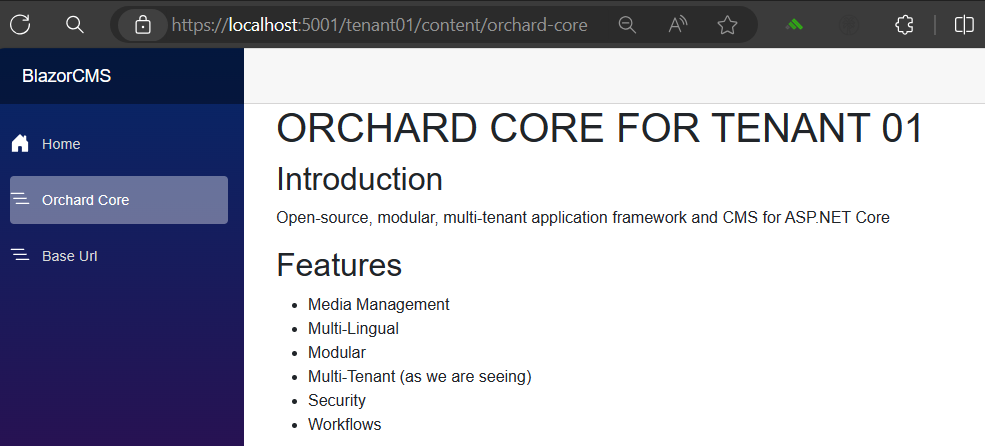 https://localhost:5001/tenant01/content/orchard-core
BlazorCMS
Home
Orchard Core
Base Url
ORCHARD CORE FOR TENANT 01
Introduction
Open-source, modular, multi-tenant application framework and CMS for ASP.NET Core
Features
Media Management
Multi-Lingual
Modular
Multi-Tenant (as we are seeing)
Security
Workflows